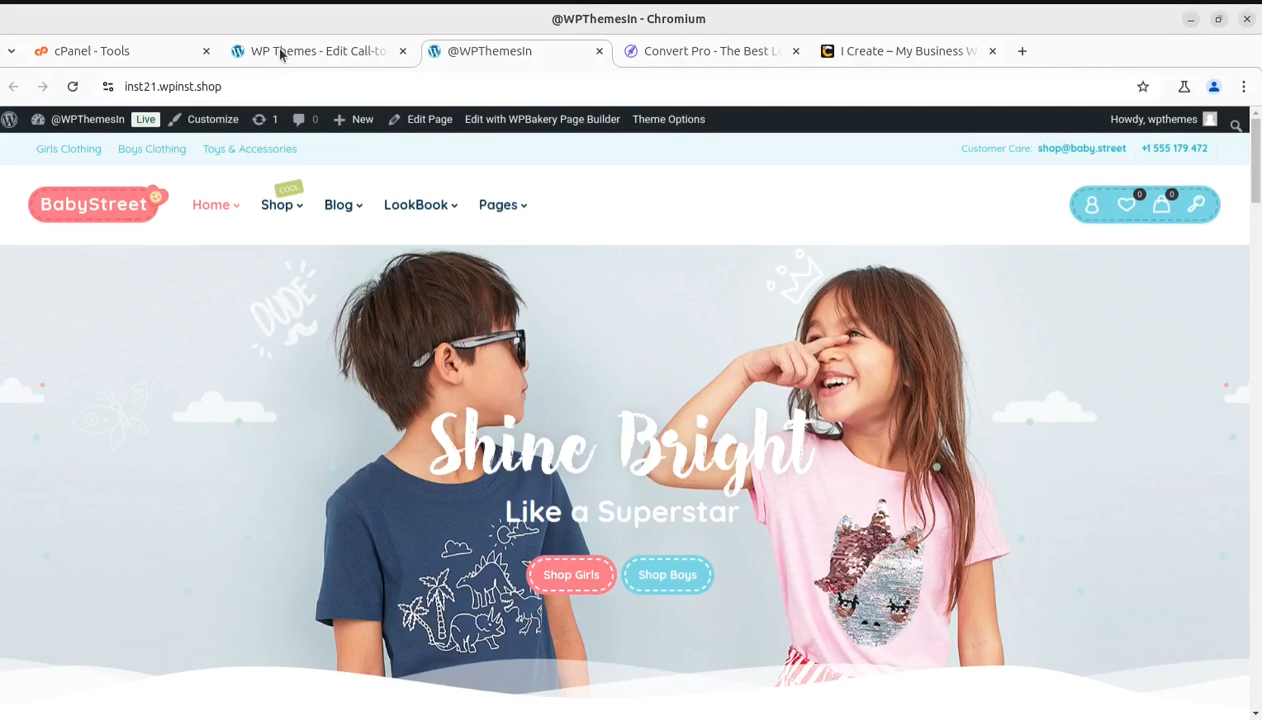 @WPThemesIn - Chromium
cPanel - Tools
WP Themes - Edit Call-to
@WPThemesIn
Convert Pro - The Best Le
I Create – My Business W
inst21.wpinst.shop
@WPThemesIn Live Customize 1 0 New Edit Page Edit with WPBakery Page Builder Theme Options Howdy, wpthemes
Girls Clothing Boys Clothing Toys & Accessories Customer Care: shop@baby.street +1 555 179 472
BabyStreet
Home
COOL
Shop
Blog
LookBook
Pages
0
0
DUDE
Shine Bright
Like a Superstar
Shop Girls
Shop Boys